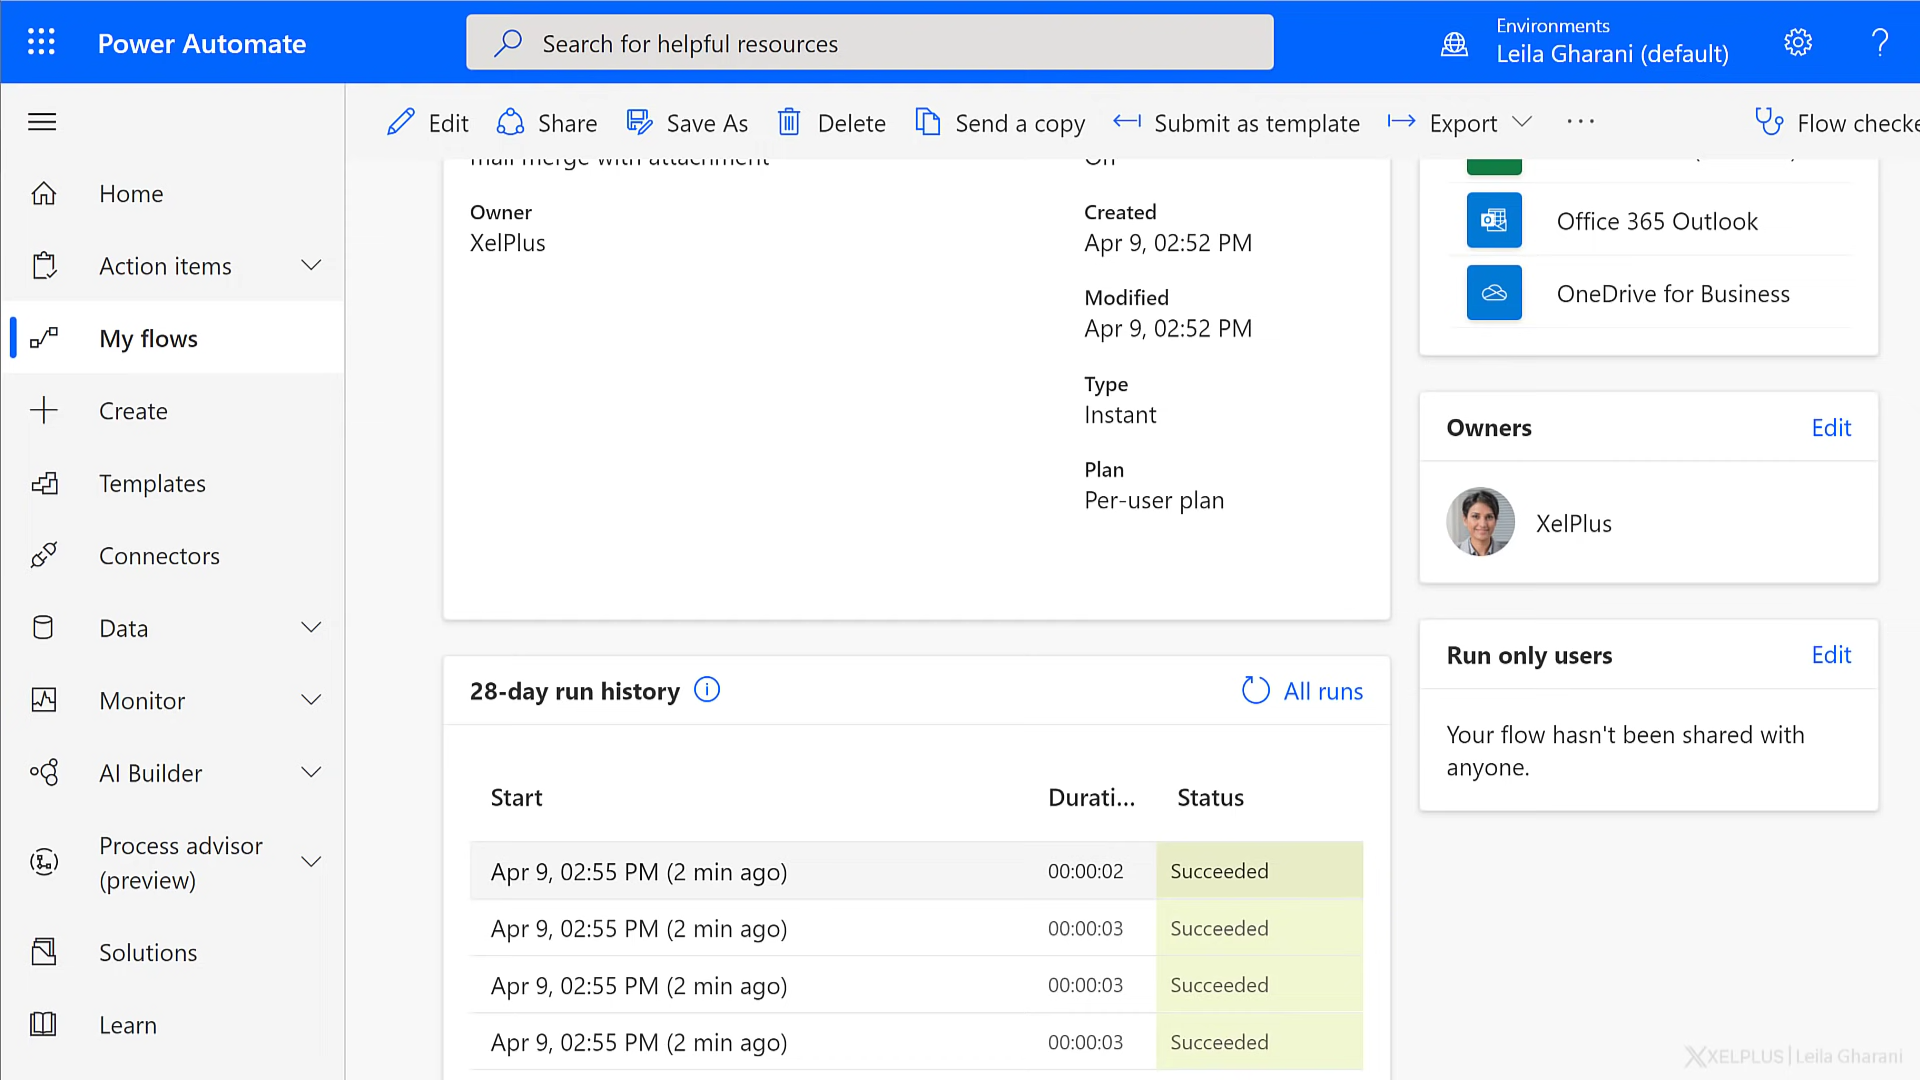 Power Automate
Search for helpful resources
Environments
Leila Gharani (default)
?
Edit
Share
Save As
Delete
Send a copy
Submit as template
Export
...
Flow checke
Home
Action items
My flows
Create
Templates
Connectors
Data
Monitor
AI Builder
Process advisor
(preview)
Solutions
Learn
mail merge with attachment
On
Owner
XelPlus
Created
Apr 9, 02:52 PM
Modified
Apr 9, 02:52 PM
Type
Instant
Plan
Per-user plan
Office 365 Outlook
OneDrive for Business
Owners
Edit
XelPlus
Run only users
Edit
Your flow hasn't been shared with
anyone.
28-day run history
All runs
Start
Durati...
Status
Apr 9, 02:55 PM (2 min ago)
00:00:02
Succeeded
Apr 9, 02:55 PM (2 min ago)
00:00:03
Succeeded
Apr 9, 02:55 PM (2 min ago)
00:00:03
Succeeded
Apr 9, 02:55 PM (2 min ago)
00:00:03
Succeeded
XELPLUS | Leila Gharani